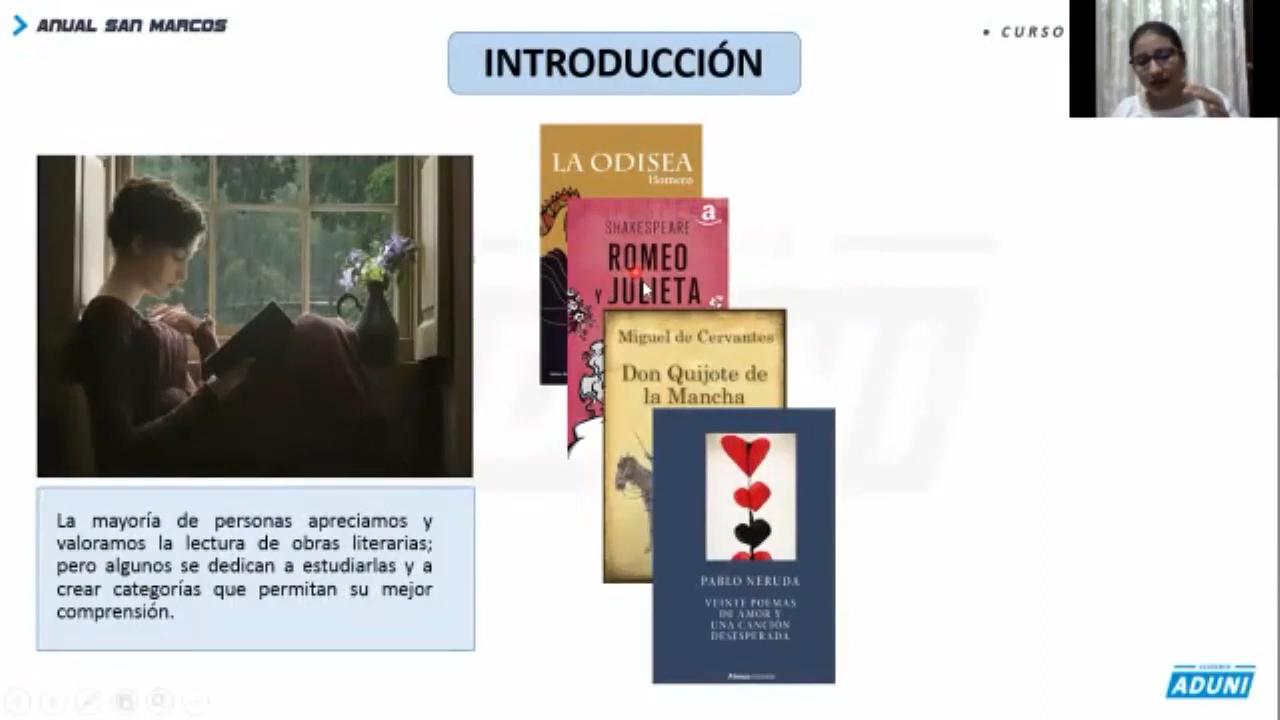 ANUAL SAN MARCOS
• CURSO
INTRODUCCIÓN
LA ODISEA
Homero
a
SHAKESPEARE
ROMEO
Y JULIETA
Miguel de Cervantes
Don Quijote de
la Mancha
PABLO NERUDA
VEINTE POEMAS
DE AMOR Y
UNA CANCIÓN
DESESPERADA
Alianza
La mayoría de personas apreciamos y
valoramos la lectura de obras literarias;
pero algunos se dedican a estudiarlas y a
crear categorías que permitan su mejor
comprensión.
ACADEMIA
ADUNI